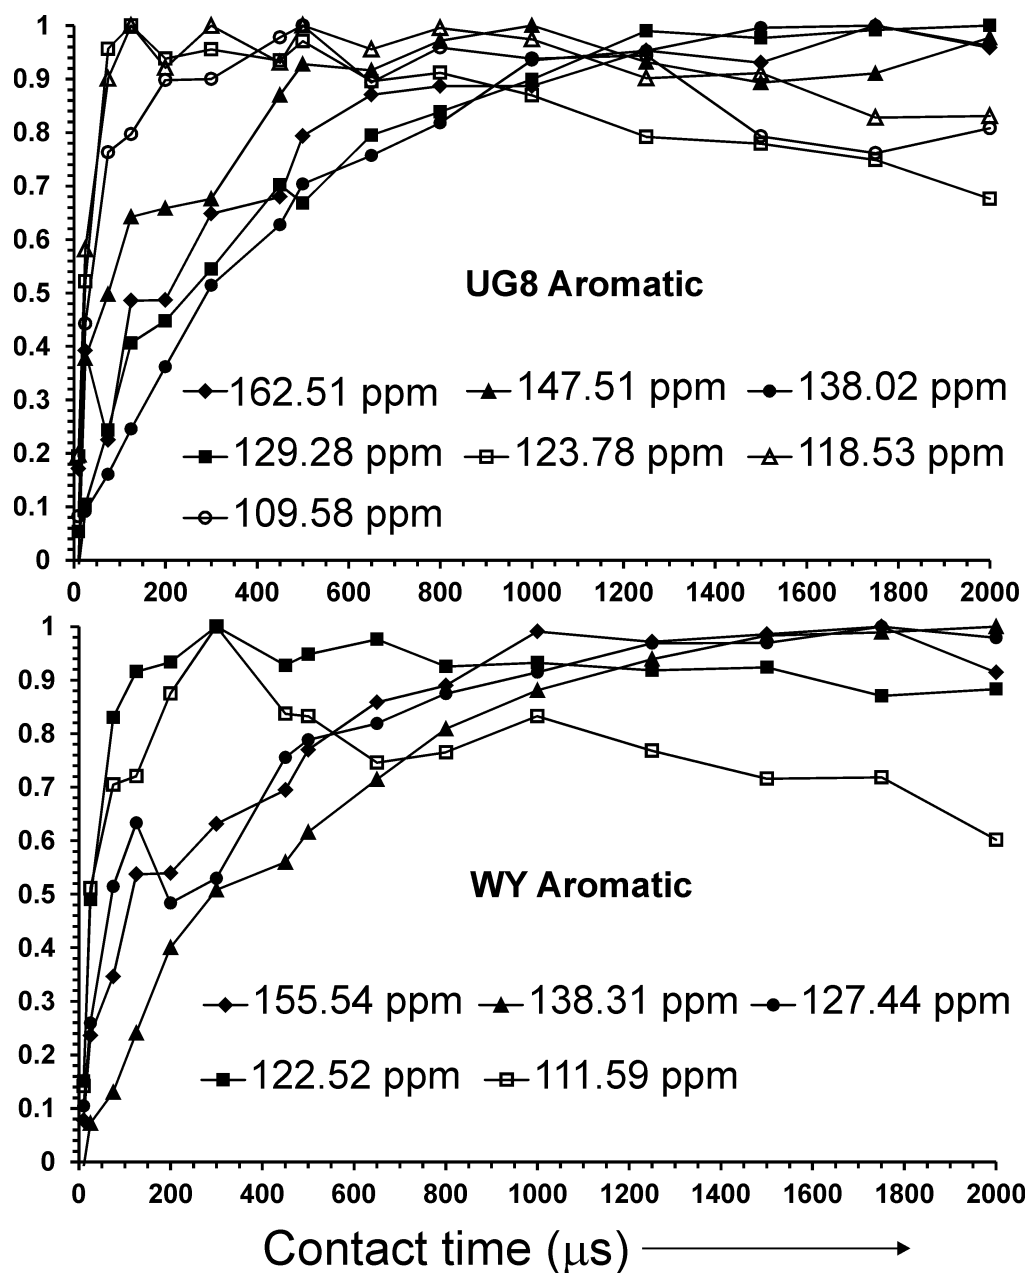 1
0.9
0.8
0.7
0.6
0.5
0.4
0.3
0.2
0.1
0
UG8 Aromatic
162.51 ppm 147.51 ppm 138.02 ppm
129.28 ppm 123.78 ppm 118.53 ppm
109.58 ppm
0 200 400 600 800 1000 1200 1400 1600 1800 2000
1
0.9
0.8
0.7
0.6
0.5
0.4
0.3
0.2
0.1
0
WY Aromatic
155.54 ppm 138.31 ppm 127.44 ppm
122.52 ppm 111.59 ppm
0 200 400 600 800 1000 1200 1400 1600 1800 2000
Contact time (μs)